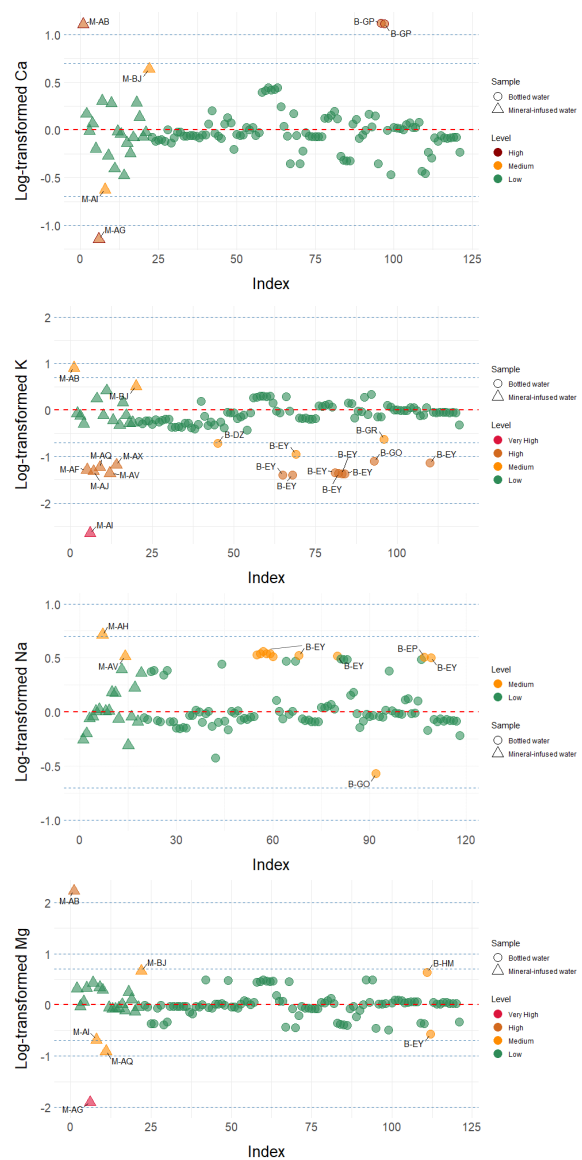 Log-transformed Ca
1.0
0.5
0.0
-0.5
-1.0
M-AB
B-GP
B-GP
M-BJ
M-AI
M-AG
0
25
50
75
100
125
Index
Sample
Bottled water
Mineral-infused water
Level
High
Medium
Low
Log-transformed K
2
1
0
-1
-2
M-AB
M-BJ
B-DZ
B-GR
B-EY
B-EY
B-GO
M-AQ
M-AX
M-AF
M-AV
M-AJ
B-EY
B-EY
B-EY
B-EY
B-EY
B-EY
M-AI
0
25
50
75
100
Index
Sample
Bottled water
Mineral-infused water
Level
Very High
High
Medium
Low
Log-transformed Na
1.0
0.5
0.0
-0.5
-1.0
M-AH
M-AV
B-EY
B-EY
B-EP
B-EY
B-GO
0
30
60
90
120
Index
Level
Medium
Low
Sample
Bottled water
Mineral-infused water
Log-transformed Mg
2
1
0
-1
-2
M-AB
M-BJ
B-HM
M-AI
M-AQ
B-EY
M-AG
0
25
50
75
100
125
Index
Sample
Bottled water
Mineral-infused water
Level
Very High
High
Medium
Low